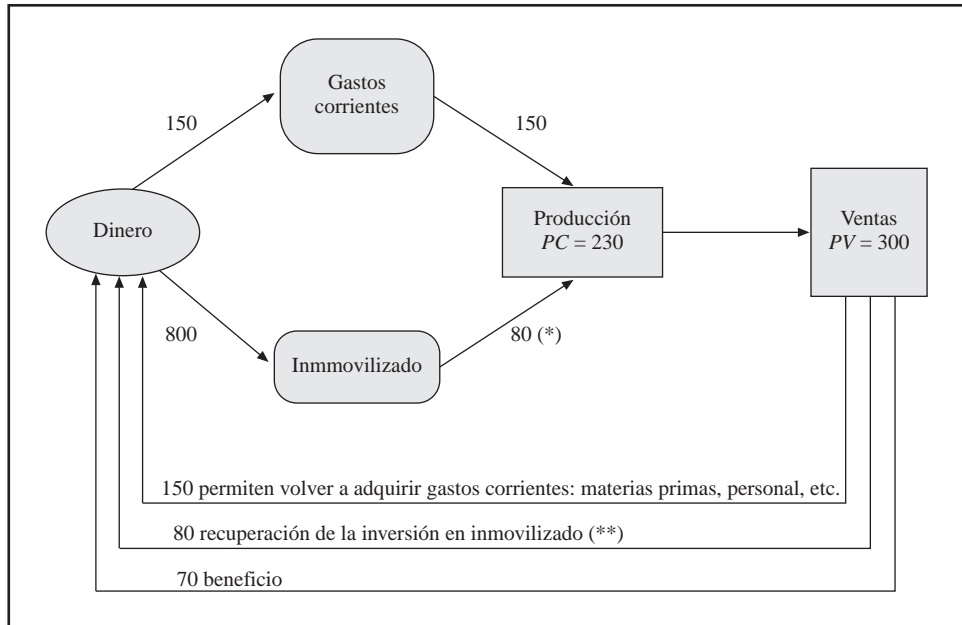 Gastos
corrientes
150
150
Dinero
Producción
PC = 230
Ventas
PV = 300
800
Inmmovilizado
80 (*)
150 permiten volver a adquirir gastos corrientes: materias primas, personal, etc.
80 recuperación de la inversión en inmovilizado (**)
70 beneficio